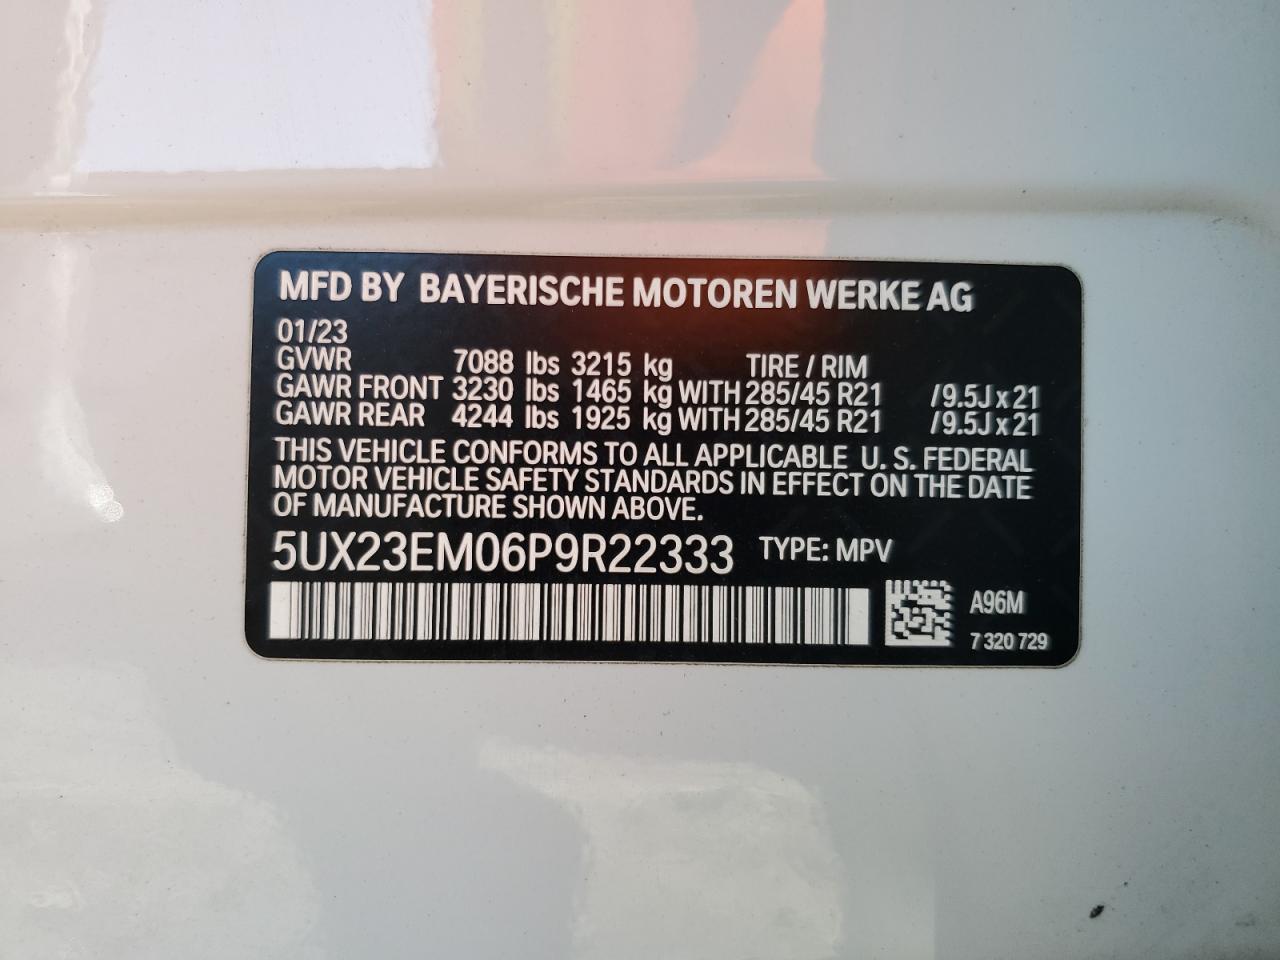 MFD BY BAYERISCHE MOTOREN WERKE AG
01/23
GVWR 7088 lbs 3215 kg TIRE / RIM
GAWR FRONT 3230 lbs 1465 kg WITH 285/45 R21 / 9.5J x 21
GAWR REAR 4244 lbs 1925 kg WITH 285/45 R21 / 9.5J x 21
THIS VEHICLE CONFORMS TO ALL APPLICABLE U. S. FEDERAL
MOTOR VEHICLE SAFETY STANDARDS IN EFFECT ON THE DATE
OF MANUFACTURE SHOWN ABOVE.
5UX23EM06P9R22333 TYPE: MPV
A96M
7 320 729